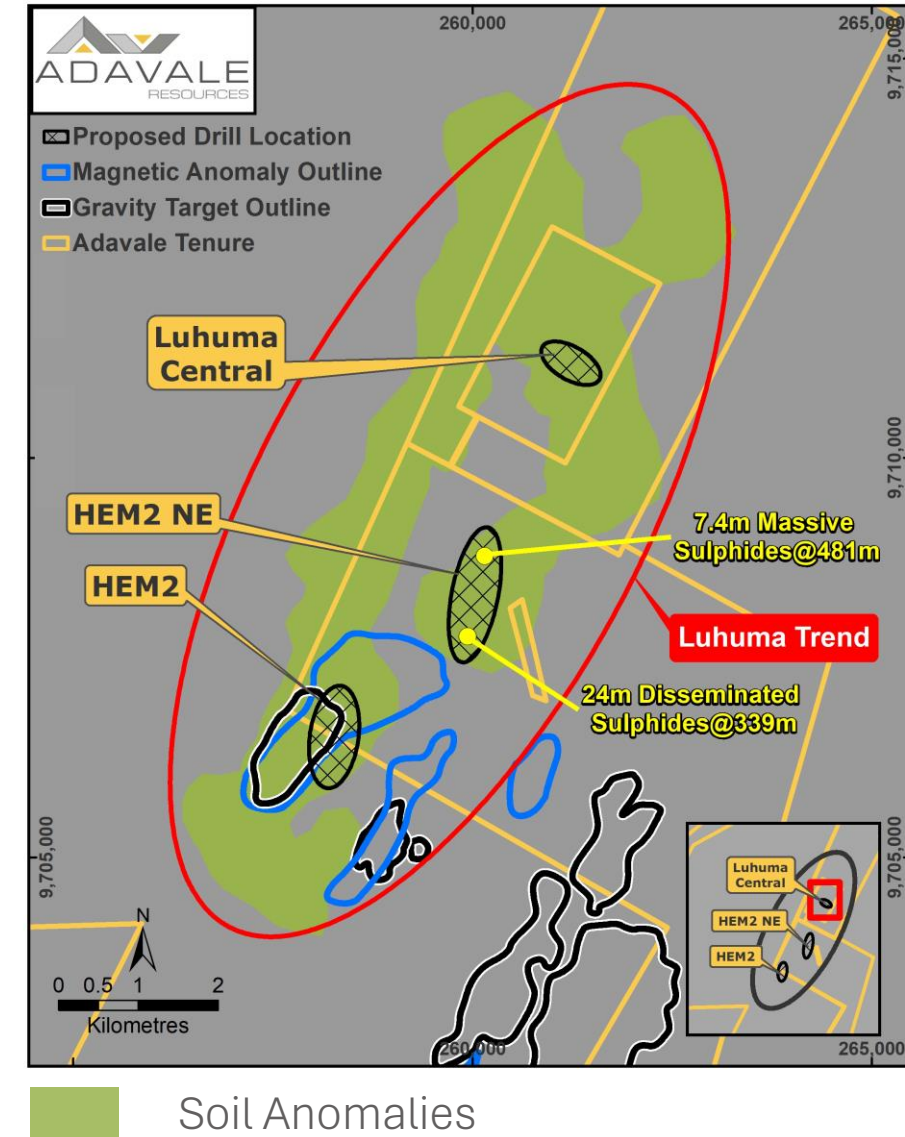 260,000
265,000
9,715,000
ADAVALE
RESOURCES
Proposed Drill Location
Magnetic Anomaly Outline
Gravity Target Outline
Adavale Tenure
Luhuma
Central
9,710,000
HEM2 NE
HEM2
7.4m Massive
Sulphides@481m
Luhuma Trend
24m Disseminated
Sulphides@339m
9,705,000
9,705,000
Luhuma
Central
HEM2 NE
HEM2
N
0 0.5 1 2
Kilometres
260,000
265,000
Soil Anomalies